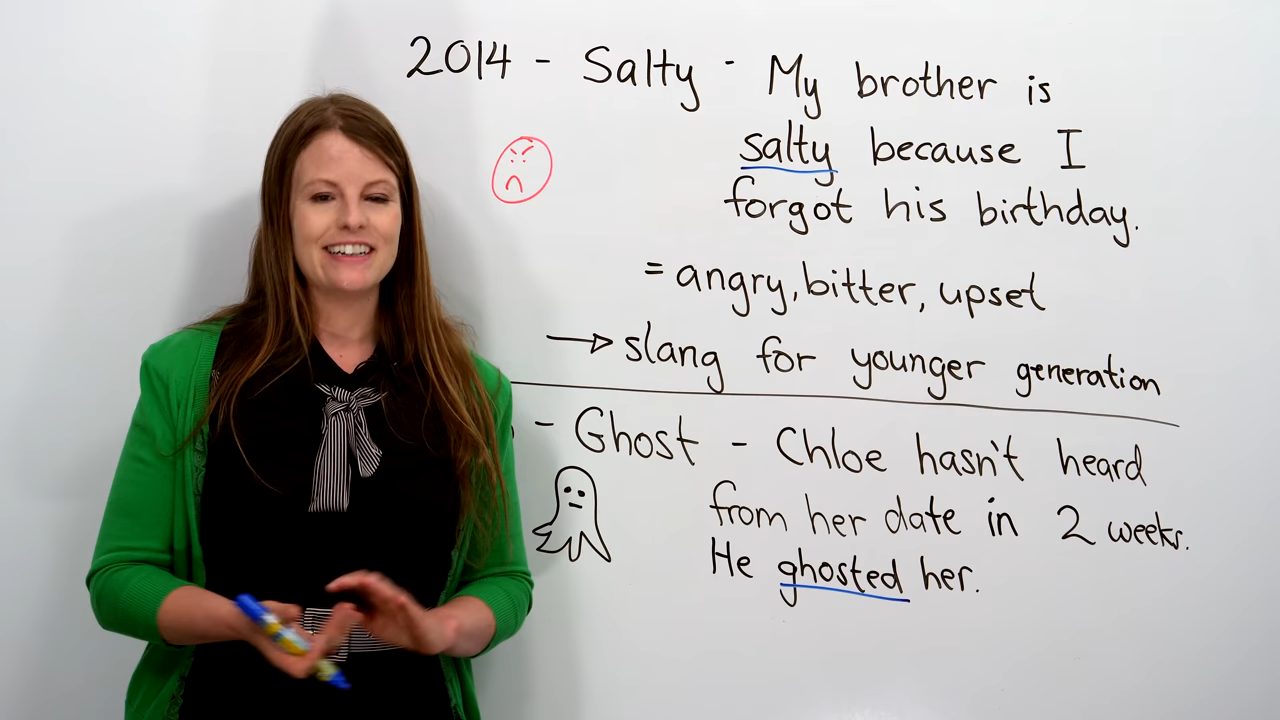 2014 - Salty - My brother is
salty because I
forgot his birthday.
= angry, bitter, upset
→ slang for younger generation
- Ghost - Chloe hasn't heard
from her date in 2 weeks.
He ghosted her.